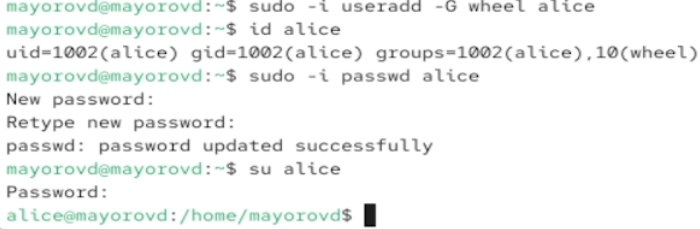 mayorovd@mayorovd:~$ sudo -i useradd -G wheel alice
mayorovd@mayorovd:~$ id alice
uid=1002(alice) gid=1002(alice) groups=1002(alice),10(wheel)
mayorovd@mayorovd:~$ sudo -i passwd alice
New password:
Retype new password:
passwd: password updated successfully
mayorovd@mayorovd:~$ su alice
Password:
alice@mayorovd:/home/mayorovd$